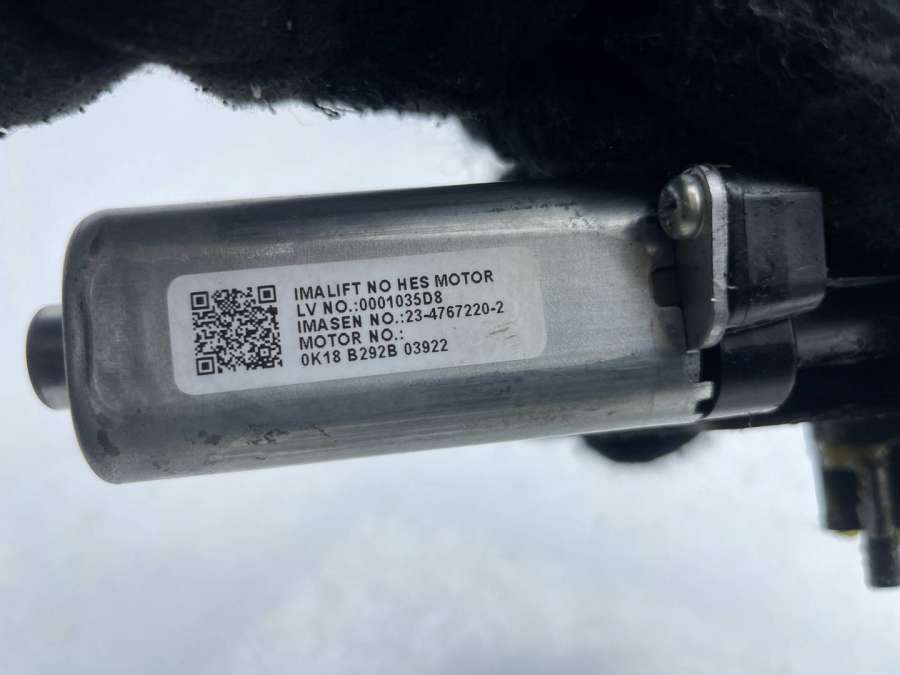 IMALIFT NO HES MOTOR
LV NO.:0001035D8
IMASEN NO.:23-4767220-2
MOTOR NO.:
0K18 B292B 03922